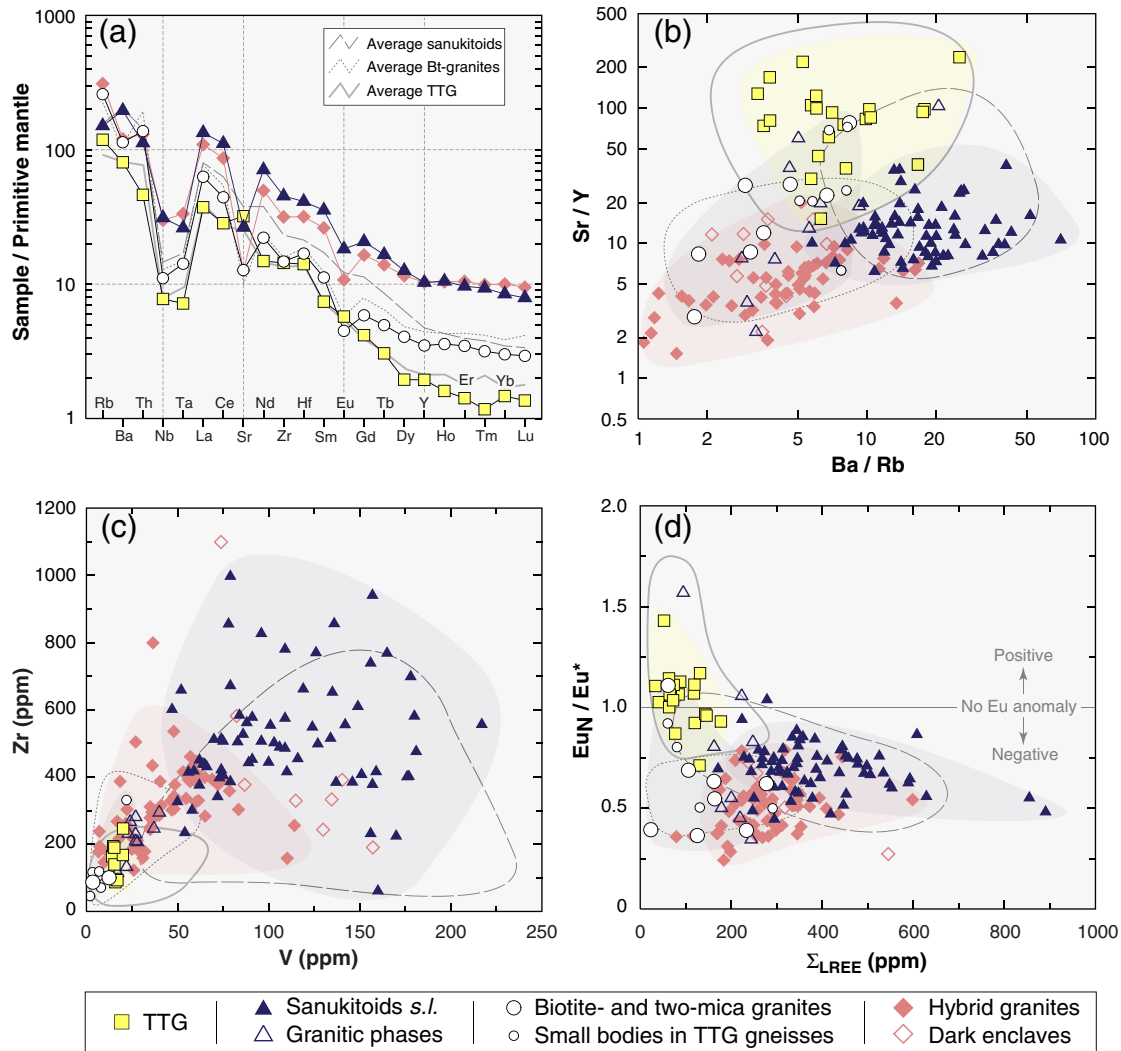 (a)
1000
100
10
1
Sample / Primitive mantle
Average sanukitoids
Average Bt-granites
Average TTG
Rb Th Ta Ce Nd Hf Eu Tb Y Er Yb
Ba Nb La Sr Zr Sm Gd Dy Ho Tm Lu
(b)
500
200
100
50
20
10
5
2
1
0.5
Sr / Y
1 2 5 10 20 50 100
Ba / Rb
(c)
1200
1000
800
600
400
200
0
Zr (ppm)
0 50 100 150 200 250
V (ppm)
(d)
2.0
1.5
1.0
0.5
0
EuN / Eu*
Positive
No Eu anomaly
Negative
0 200 400 600 800 1000
ΣLREE (ppm)
TTG
Sanukitoids s.l.
Granitic phases
Biotite- and two-mica granites
Small bodies in TTG gneisses
Hybrid granites
Dark enclaves